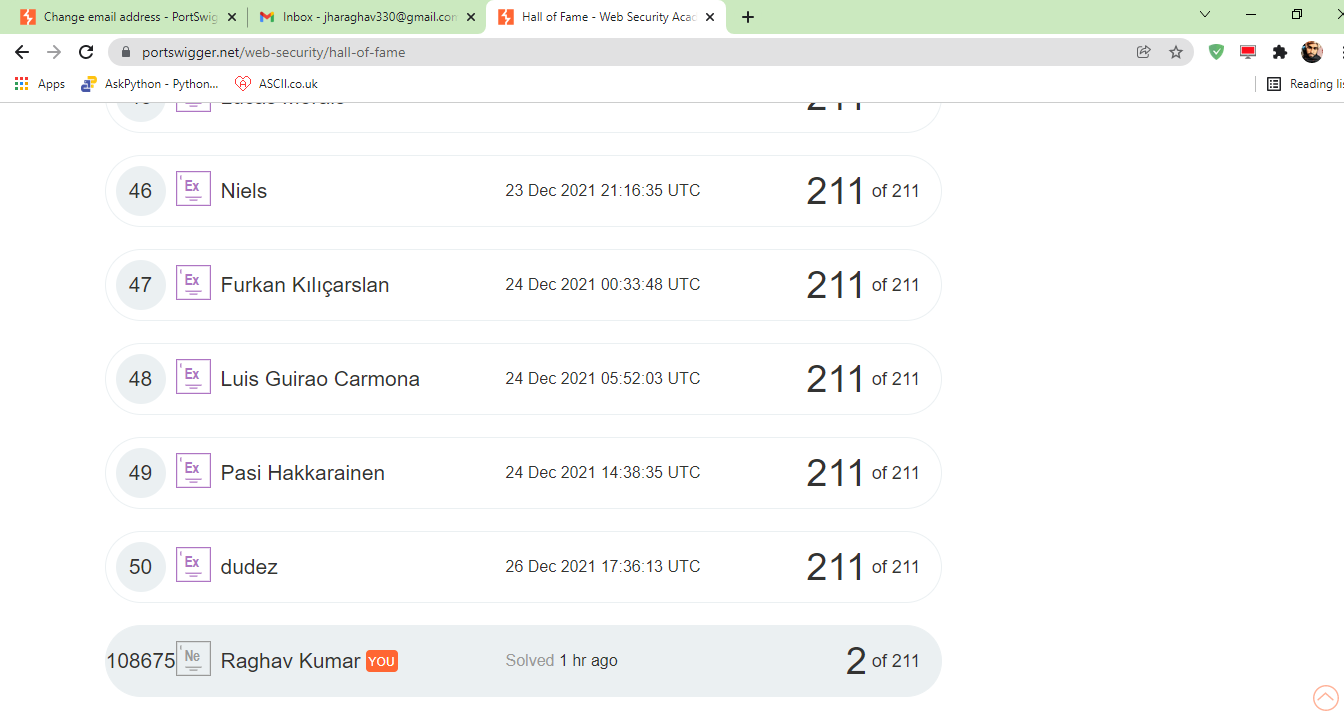 Change email address - PortSwig
Inbox - jharaghav330@gmail.com
Hall of Fame - Web Security Aca
portswigger.net/web-security/hall-of-fame
Apps AskPython - Python... ASCII.co.uk Reading lis
211
46 Ex Niels 23 Dec 2021 21:16:35 UTC 211 of 211
47 Ex Furkan Kılıçarslan 24 Dec 2021 00:33:48 UTC 211 of 211
48 Ex Luis Guirao Carmona 24 Dec 2021 05:52:03 UTC 211 of 211
49 Ex Pasi Hakkarainen 24 Dec 2021 14:38:35 UTC 211 of 211
50 Ex dudez 26 Dec 2021 17:36:13 UTC 211 of 211
108675 Ne Raghav Kumar YOU Solved 1 hr ago 2 of 211